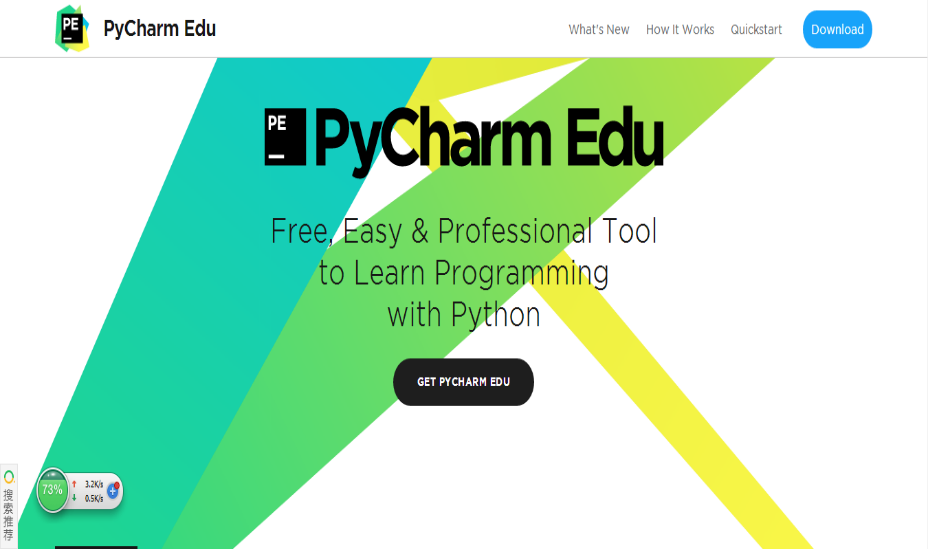 PE
PyCharm Edu
What's New
How It Works
Quickstart
Download
PE
PyCharm Edu
Free, Easy & Professional Tool
to Learn Programming
with Python
GET PYCHARM EDU
搜索推荐
73%
3.2K/s
0.5K/s